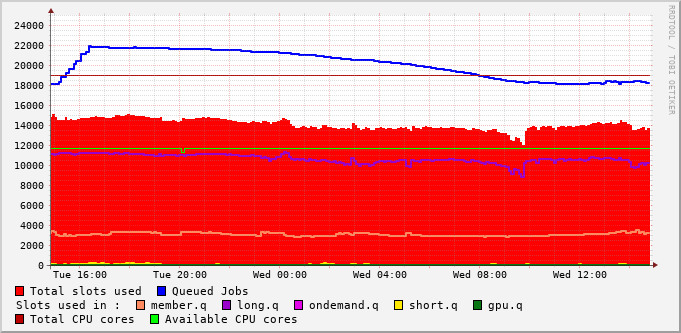 24000
22000
20000
18000
16000
14000
12000
10000
8000
6000
4000
2000
0
Tue 16:00 Tue 20:00 Wed 00:00 Wed 04:00 Wed 08:00 Wed 12:00
Total slots used Queued Jobs
Slots used in : member.q long.q ondemand.q short.q gpu.q
Total CPU cores Available CPU cores
RRDTOOL / TOBI OETIKER